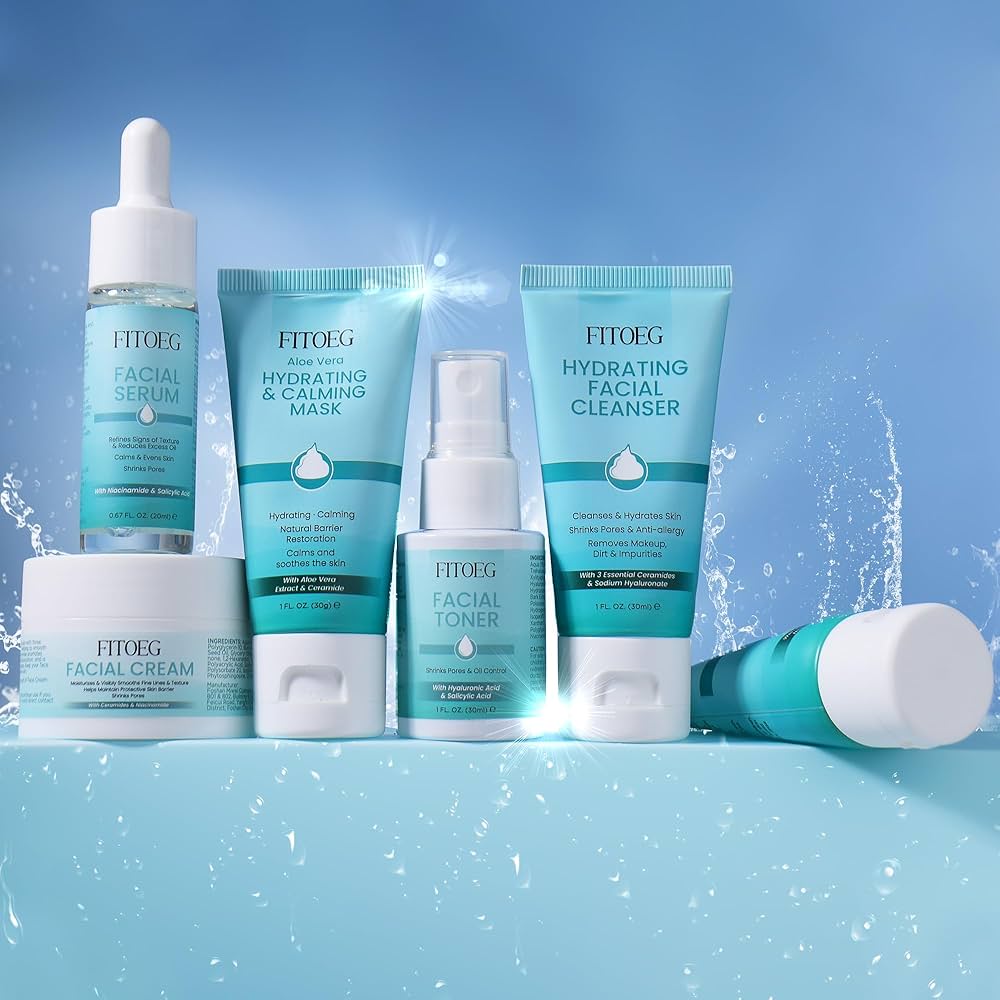 FITOEG
FACIAL
SERUM
Refines Signs of Texture
& Reduces Excess Oil
Calms & Evens Skin
Shrinks Pores
With Niacinamide & Salicylic Acid
0.67 FL. OZ. (20ml) e
FITOEG
FACIAL CREAM
Moisturizes & Visibly Smooths Fine Lines & Texture
Helps Maintain Protective Skin Barrier
Shrinks Pores
With Ceramides & Niacinamide
INGREDIENTS:
Manufacturer:
FITOEG
Aloe Vera
HYDRATING
& CALMING
MASK
Hydrating · Calming
Natural Barrier
Restoration
Calms and
soothes the skin
With Aloe Vera
Extract & Ceramide
1 FL. OZ. (30g) e
FITOEG
FACIAL
TONER
Shrinks Pores & Oil Control
With Hyaluronic Acid
& Salicylic Acid
1 FL. OZ. (30ml) e
FITOEG
HYDRATING
FACIAL
CLEANSER
Cleanses & Hydrates Skin
Shrinks Pores & Anti-allergy
Removes Makeup,
Dirt & Impurities
With 3 Essential Ceramides
& Sodium Hyaluronate
1 FL. OZ. (30ml) e